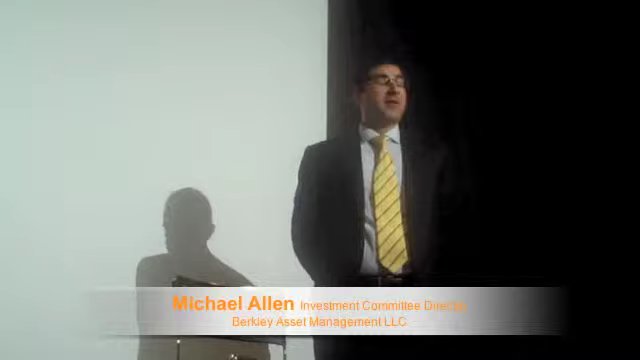 Michael Allen Investment Committee Director
Berkley Asset Management LLC